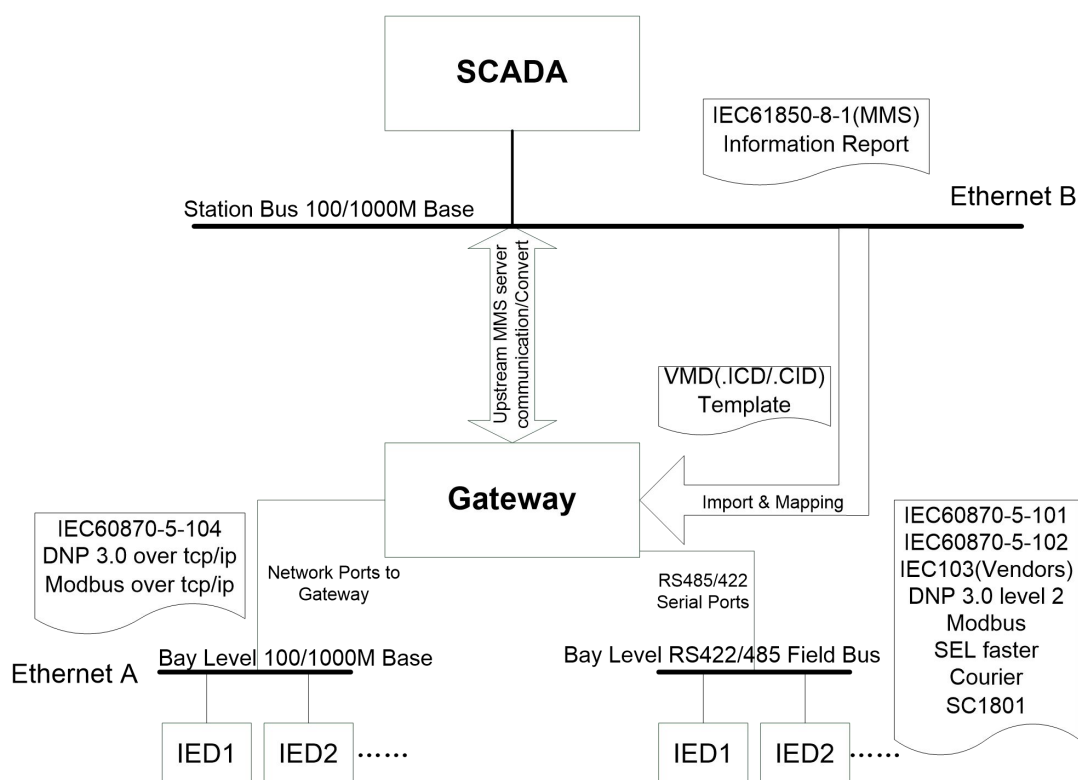 SCADA
IEC61850-8-1(MMS)
Information Report
Ethernet B
Station Bus 100/1000M Base
Upstream MMS server
communication/Convert
VMD(.ICD/.CID)
Template
Gateway
Import & Mapping
IEC60870-5-104
DNP 3.0 over tcp/ip
Modbus over tcp/ip
Network Ports to
Gateway
RS485/422
Serial Ports
IEC60870-5-101
IEC60870-5-102
IEC103(Vendors)
DNP 3.0 level 2
Modbus
SEL faster
Courier
SC1801
Ethernet A
Bay Level 100/1000M Base
Bay Level RS422/485 Field Bus
IED1
IED2 ······
IED1
IED2 ······